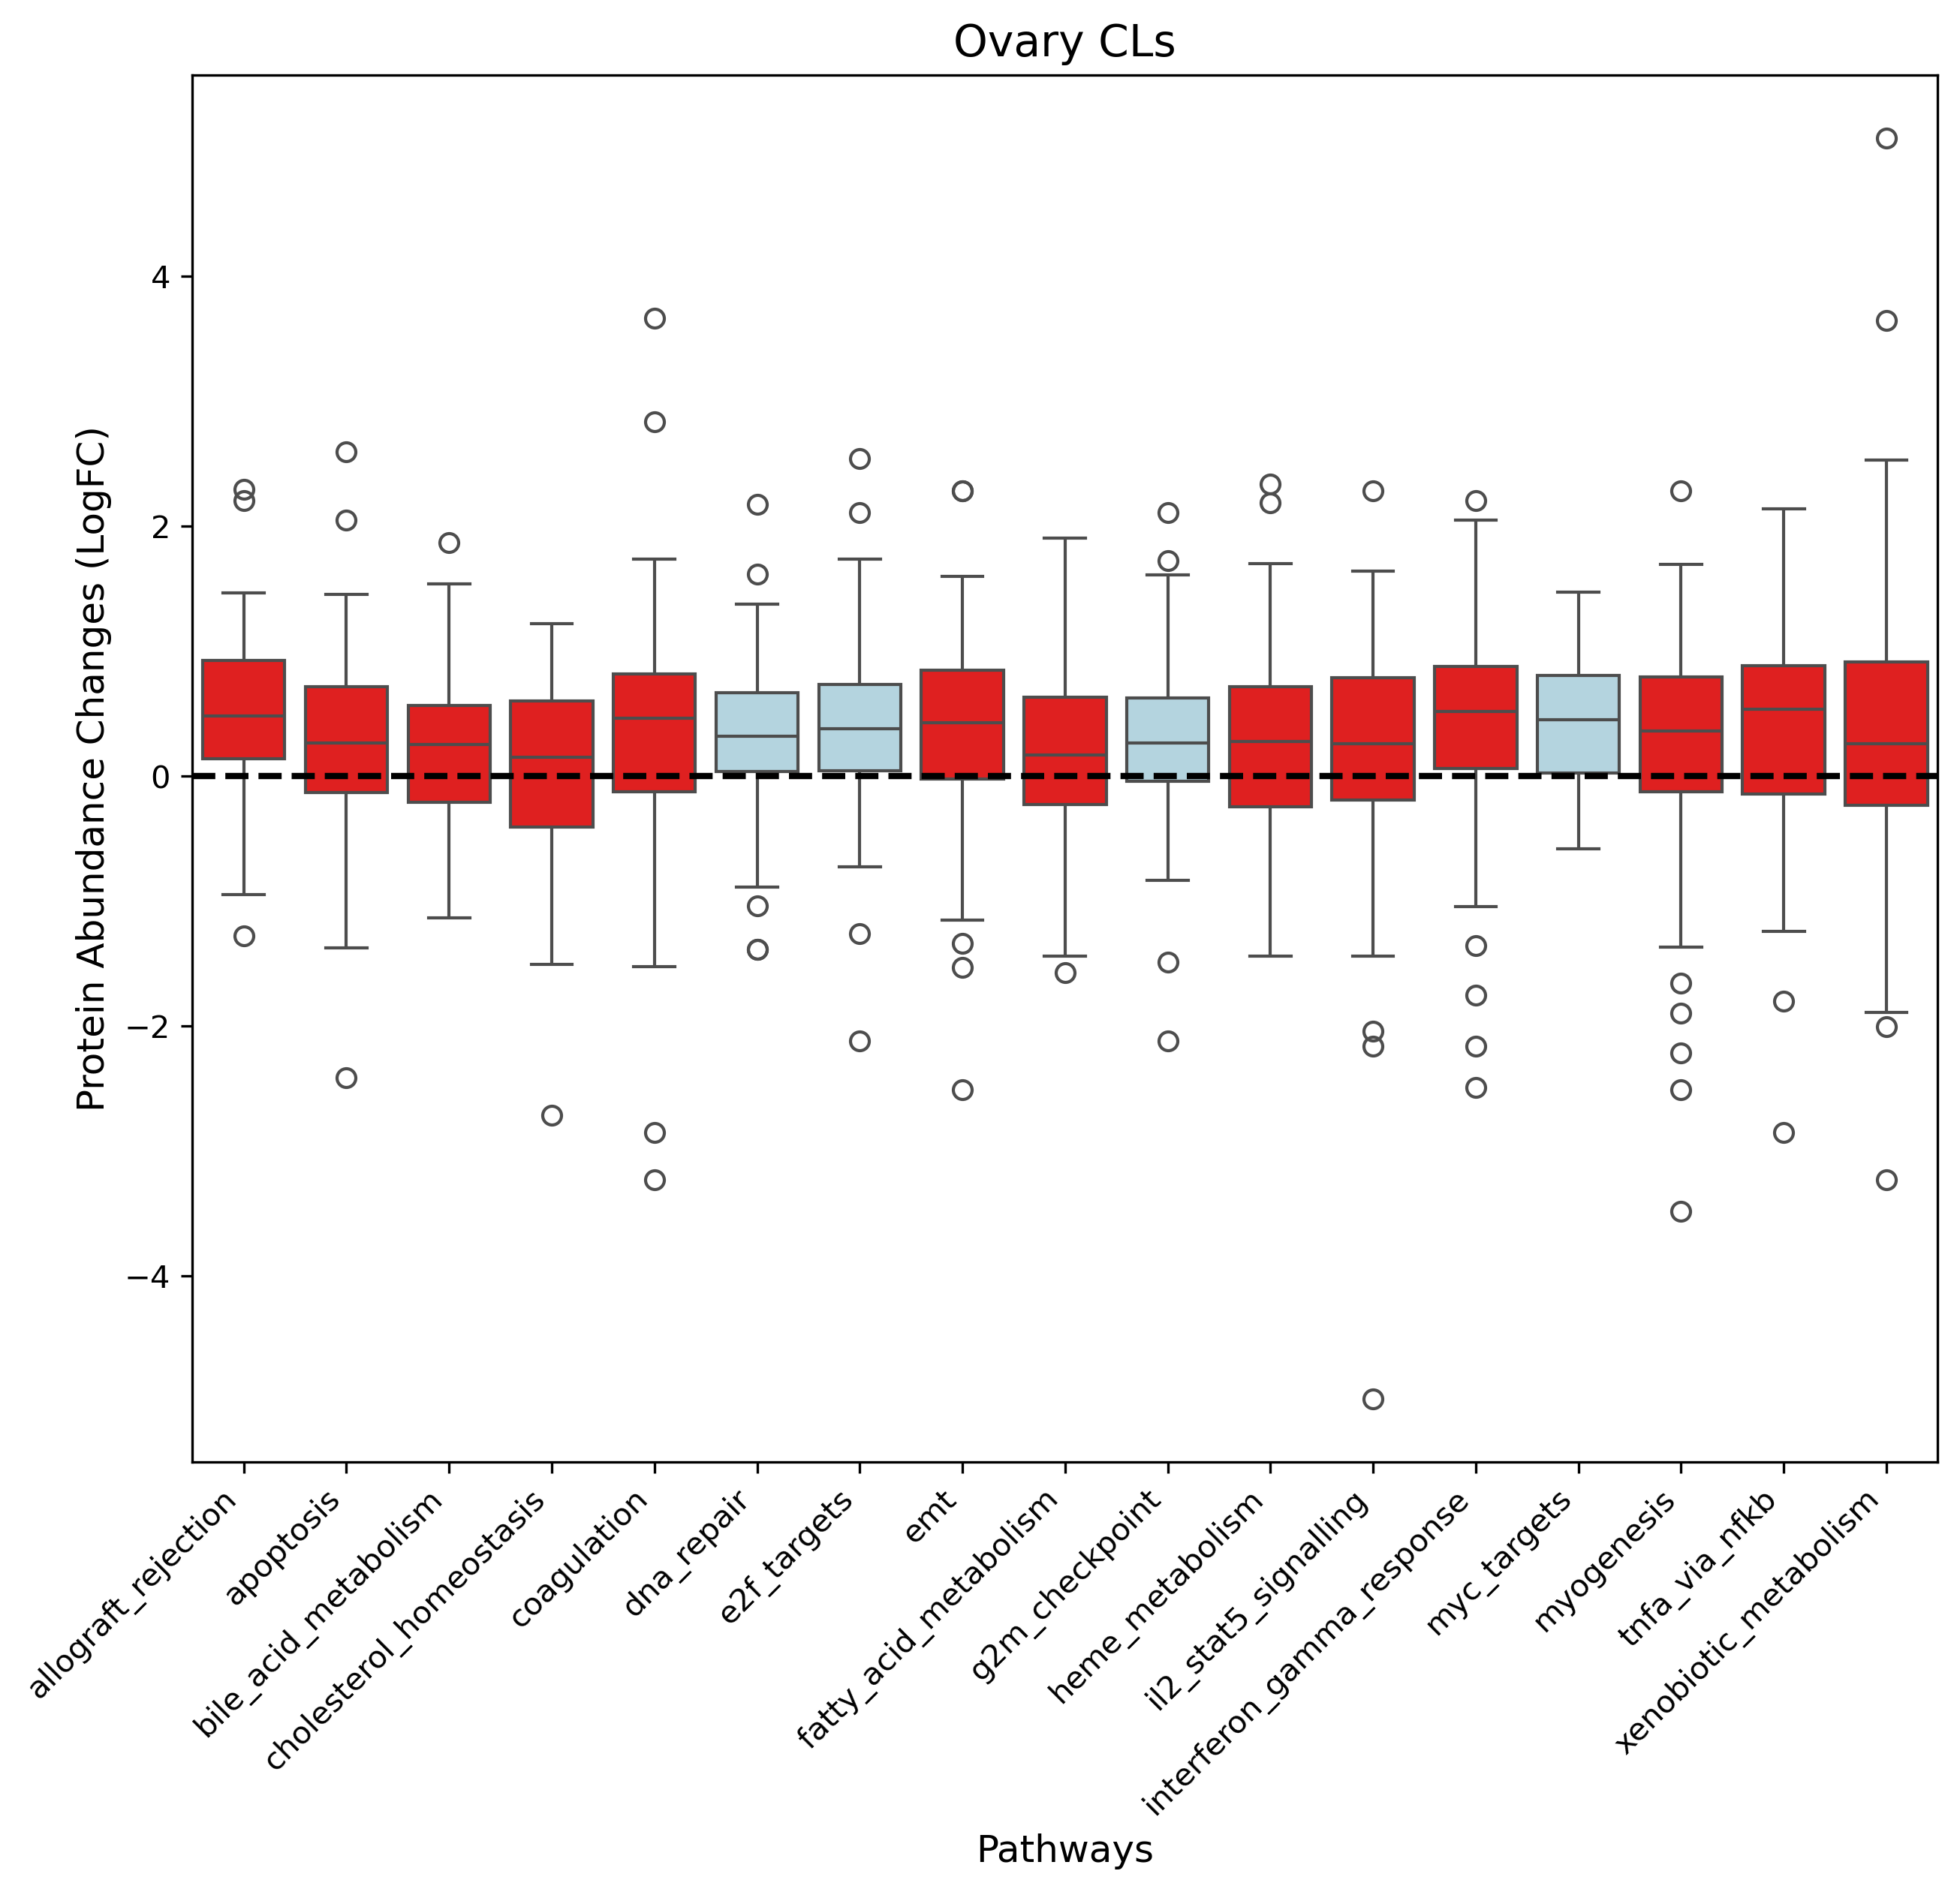 Ovary CLs
Protein Abundance Changes (LogFC)
4
2
0
−2
−4
allograft_rejection
apoptosis
bile_acid_metabolism
cholesterol_homeostasis
coagulation
dna_repair
e2f_targets
emt
fatty_acid_metabolism
g2m_checkpoint
heme_metabolism
il2_stat5_signalling
interferon_gamma_response
myc_targets
myogenesis
tnfa_via_nfkb
xenobiotic_metabolism
Pathways